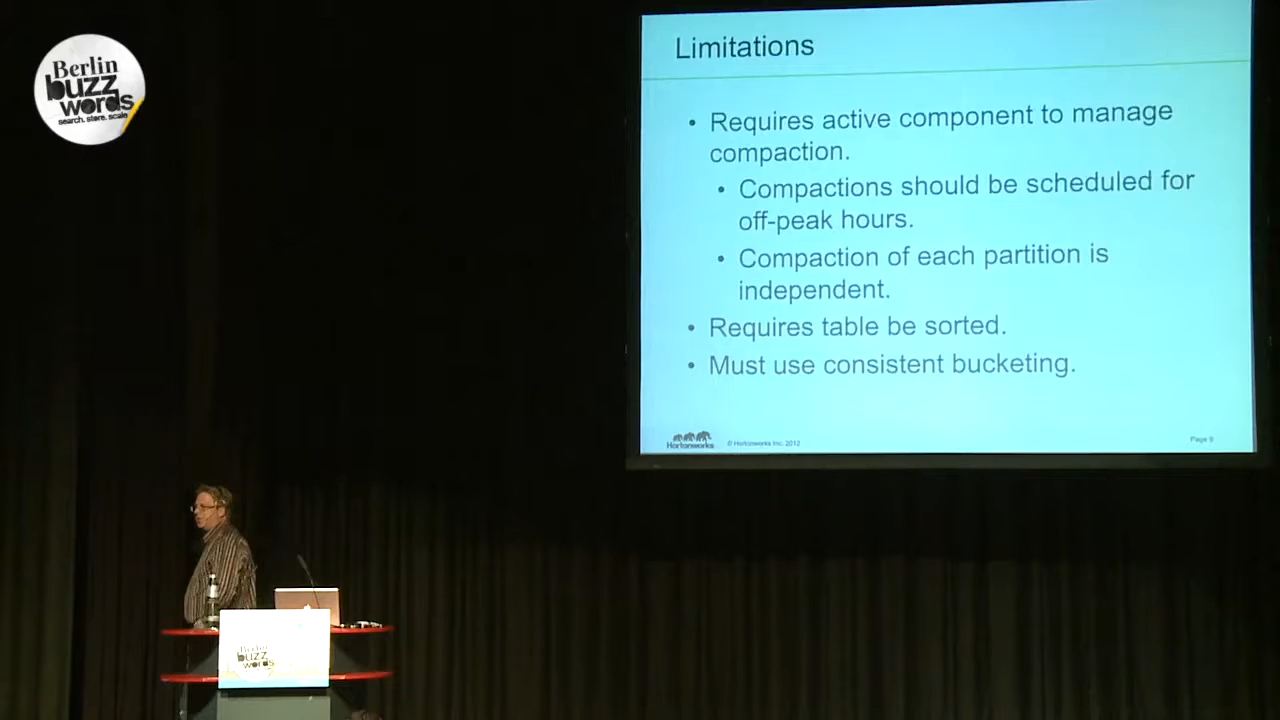 Berlin
buzz
words
search. store. scale
Limitations
• Requires active component to manage
compaction.
• Compactions should be scheduled for
off-peak hours.
• Compaction of each partition is
independent.
• Requires table be sorted.
• Must use consistent bucketing.
Hortonworks
© Hortonworks Inc. 2012
Page 9
Berlin
buzz
words